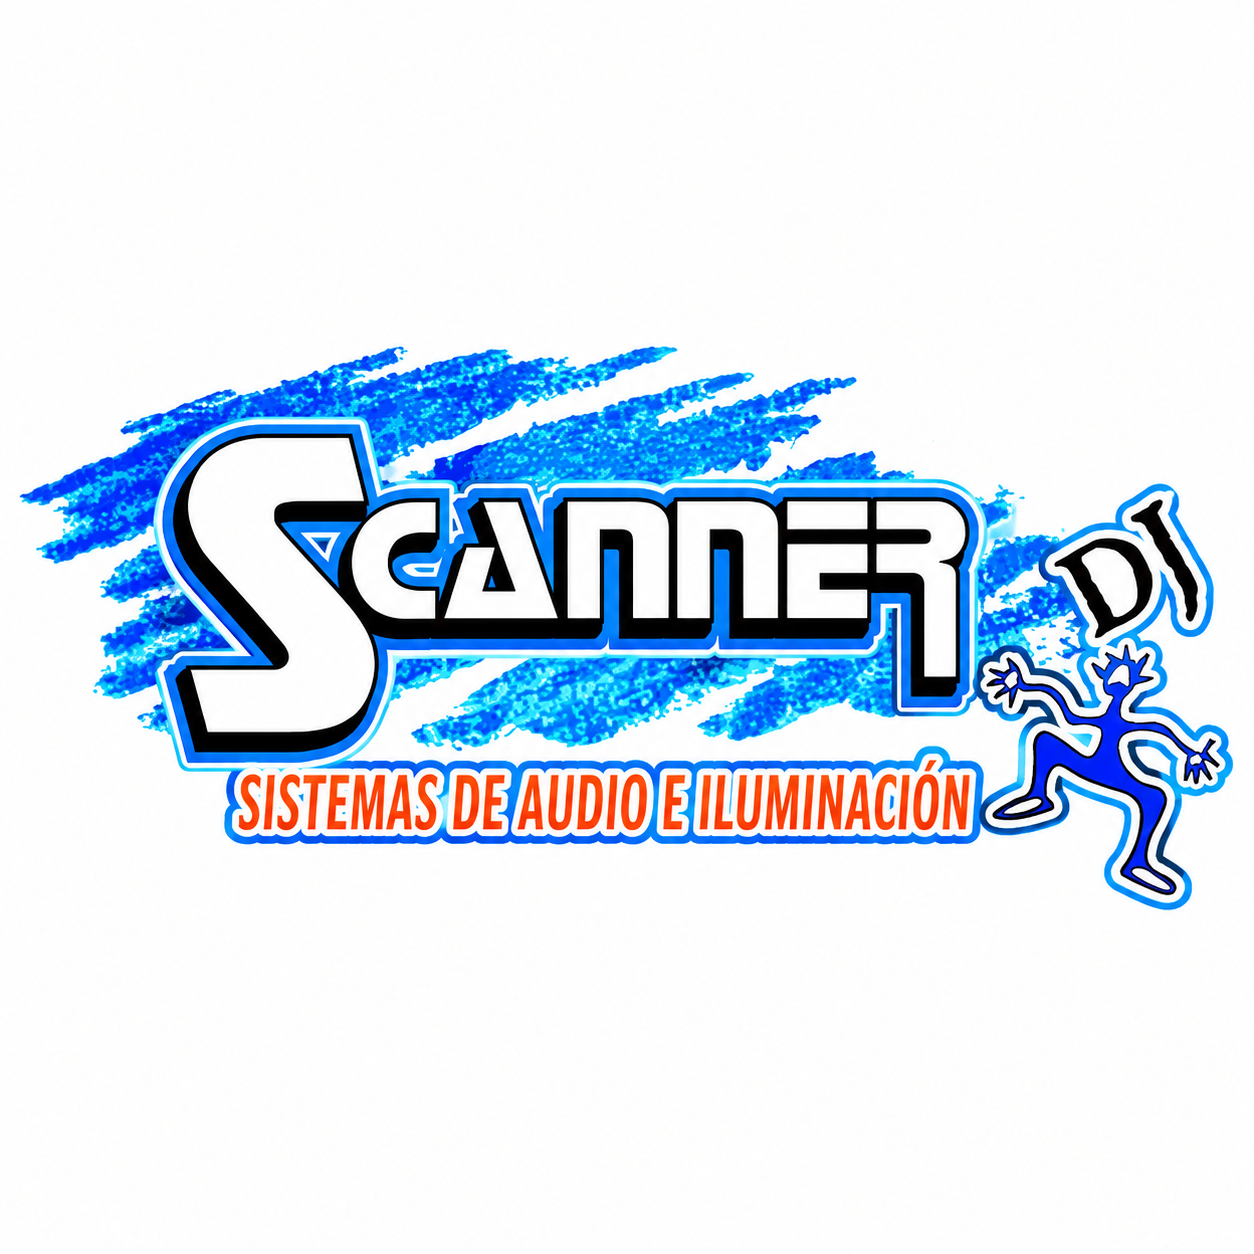 SCANNER
DJ
SISTEMAS DE AUDIO E ILUMINACIÓN